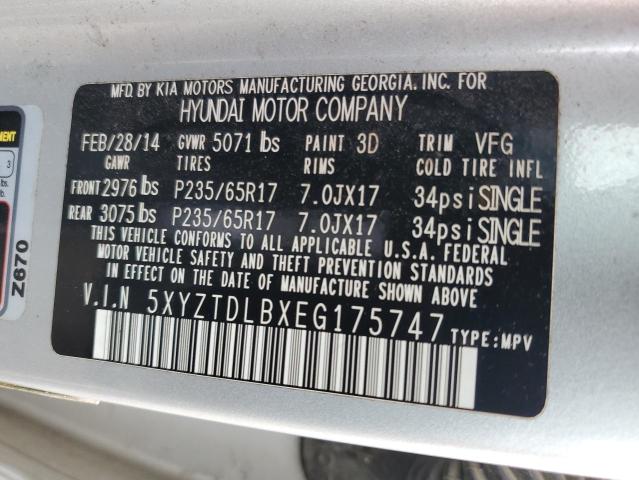 MFD. BY KIA MOTORS MANUFACTURING GEORGIA. INC. FOR
HYUNDAI MOTOR COMPANY
FEB/28/14 GVWR 5071 lbs PAINT 3D TRIM VFG
GAWR TIRES RIMS COLD TIRE INFL
FRONT 2976 lbs P235/65R17 7.0JX17 34psi SINGLE
REAR 3075 lbs P235/65R17 7.0JX17 34psi SINGLE
THIS VEHICLE CONFORMS TO ALL APPLICABLE U.S.A. FEDERAL
MOTOR VEHICLE SAFETY AND THEFT PREVENTION STANDARDS
IN EFFECT ON THE DATE OF MANUFACTURE SHOWN ABOVE.
V.I.N 5XYZTDLBXEG175747 TYPE:MPV
3
Z670